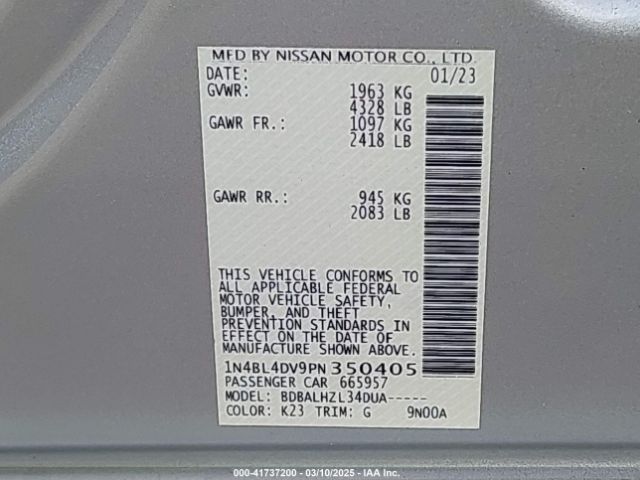 MFD BY NISSAN MOTOR CO., LTD.
DATE: 01/23
GVWR: 1963 KG
4328 LB
GAWR FR.: 1097 KG
2418 LB
GAWR RR.: 945 KG
2083 LB
THIS VEHICLE CONFORMS TO
ALL APPLICABLE FEDERAL
MOTOR VEHICLE SAFETY,
BUMPER, AND THEFT
PREVENTION STANDARDS IN
EFFECT ON THE DATE OF
MANUFACTURE SHOWN ABOVE.
1N4BL4DV9PN350405
PASSENGER CAR 665957
MODEL: BDBALHZL34DUA-----
COLOR: K23 TRIM: G 9N00A
000-41737200 - 03/10/2025 - IAA Inc.